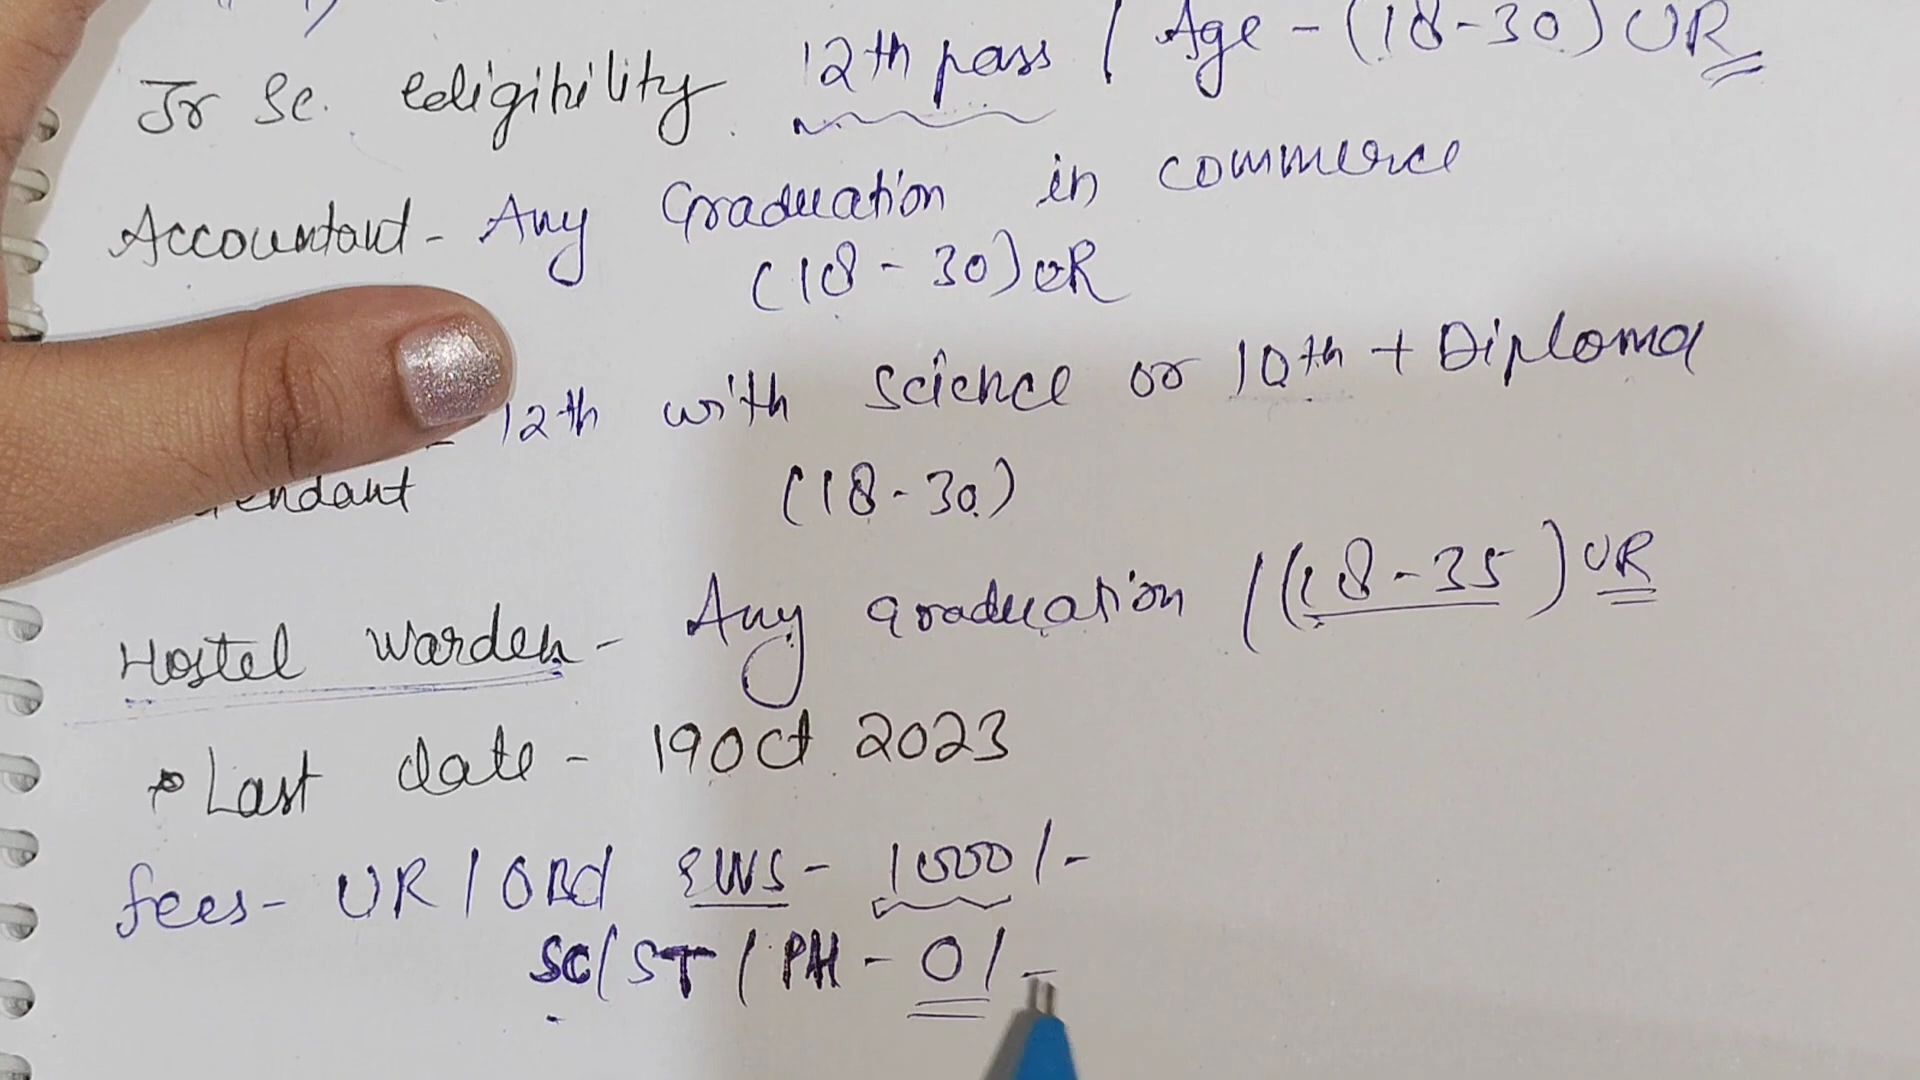 Jr Sc. eligibility 12th pass / Age - (18-30) UR
Accountant - Any Graduation in commerce
(18 - 30) UR
- 12th with science or 10th + Diploma
endant (18-30)
Hostel warden - Any graduation / (18-35) UR
Last date - 19 Oct 2023
fees - UR / OBC EWS - 1000/-
SC/ST / PH - 0/-